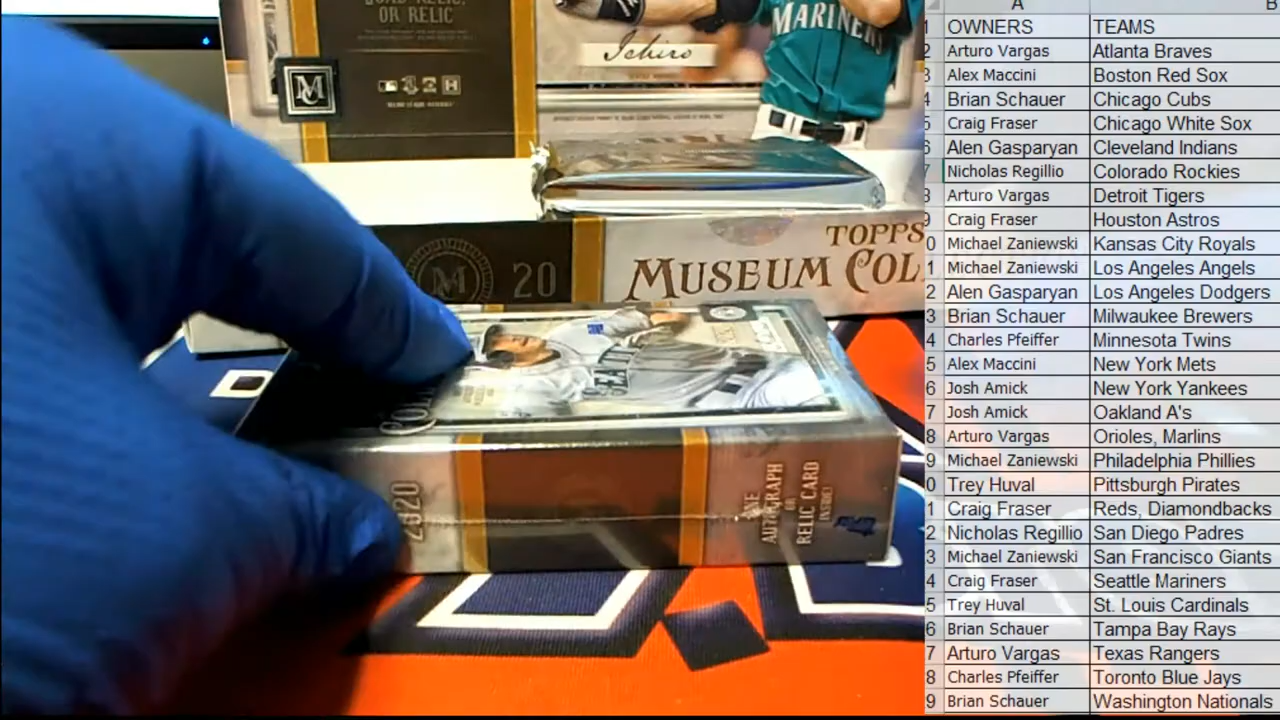 QUAD RELIC,
OR RELIC
MC
Ichiro
MARINERS
TOPPS
M 20 MUSEUM COL
SEATTLE
2020
ONE
AUTOGRAPH
OR
RELIC CARD
INSIDE!
A B
1 OWNERS TEAMS
2 Arturo Vargas Atlanta Braves
3 Alex Maccini Boston Red Sox
4 Brian Schauer Chicago Cubs
5 Craig Fraser Chicago White Sox
6 Alen Gasparyan Cleveland Indians
7 Nicholas Regillio Colorado Rockies
8 Arturo Vargas Detroit Tigers
9 Craig Fraser Houston Astros
0 Michael Zaniewski Kansas City Royals
1 Michael Zaniewski Los Angeles Angels
2 Alen Gasparyan Los Angeles Dodgers
3 Brian Schauer Milwaukee Brewers
4 Charles Pfeiffer Minnesota Twins
5 Alex Maccini New York Mets
6 Josh Amick New York Yankees
7 Josh Amick Oakland A's
8 Arturo Vargas Orioles, Marlins
9 Michael Zaniewski Philadelphia Phillies
0 Trey Huval Pittsburgh Pirates
1 Craig Fraser Reds, Diamondbacks
2 Nicholas Regillio San Diego Padres
3 Michael Zaniewski San Francisco Giants
4 Craig Fraser Seattle Mariners
5 Trey Huval St. Louis Cardinals
6 Brian Schauer Tampa Bay Rays
7 Arturo Vargas Texas Rangers
8 Charles Pfeiffer Toronto Blue Jays
9 Brian Schauer Washington Nationals